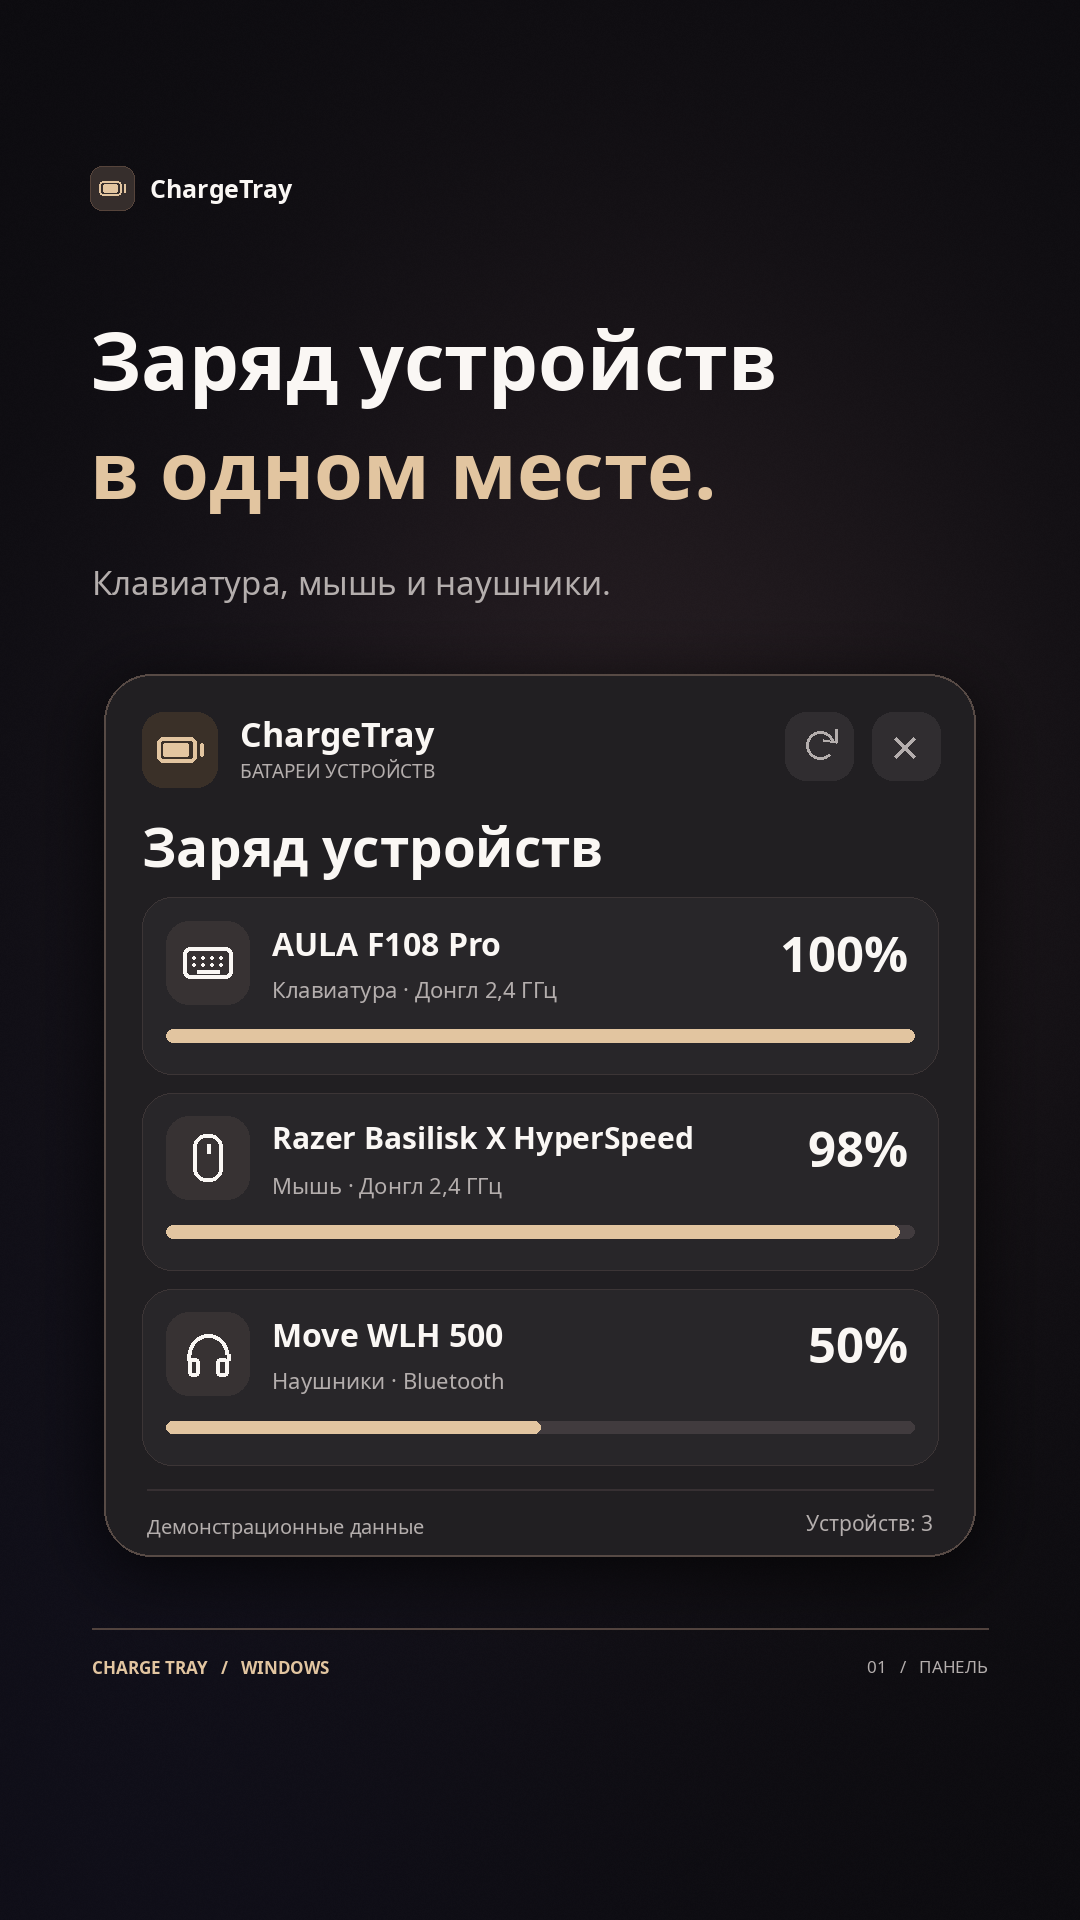 ChargeTray
Заряд устройств
в одном месте.
Клавиатура, мышь и наушники.
ChargeTray
БАТАРЕИ УСТРОЙСТВ
Заряд устройств
AULA F108 Pro
100%
Клавиатура · Донгл 2,4 ГГц
Razer Basilisk X HyperSpeed
98%
Мышь · Донгл 2,4 ГГц
Move WLH 500
50%
Наушники · Bluetooth
Демонстрационные данные
Устройств: 3
CHARGE TRAY / WINDOWS
01 / ПАНЕЛЬ